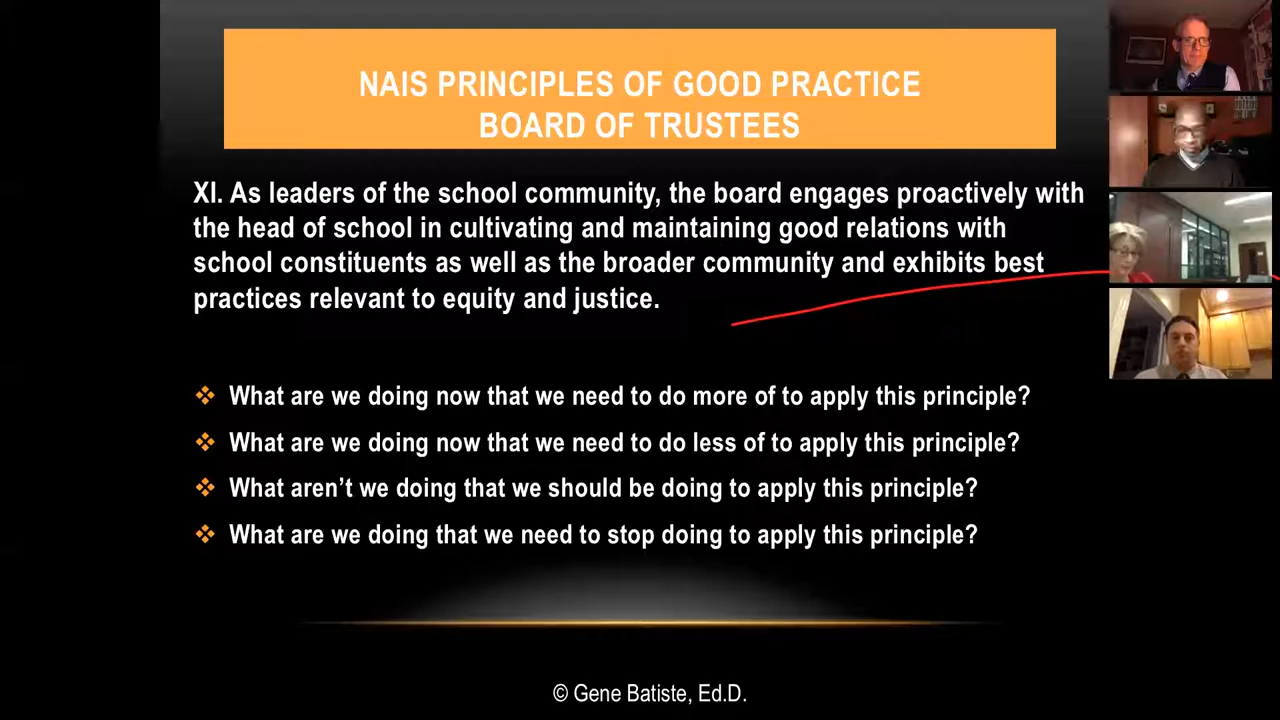 NAIS PRINCIPLES OF GOOD PRACTICE
BOARD OF TRUSTEES
XI. As leaders of the school community, the board engages proactively with
the head of school in cultivating and maintaining good relations with
school constituents as well as the broader community and exhibits best
practices relevant to equity and justice.
What are we doing now that we need to do more of to apply this principle?
What are we doing now that we need to do less of to apply this principle?
What aren't we doing that we should be doing to apply this principle?
What are we doing that we need to stop doing to apply this principle?
© Gene Batiste, Ed.D.